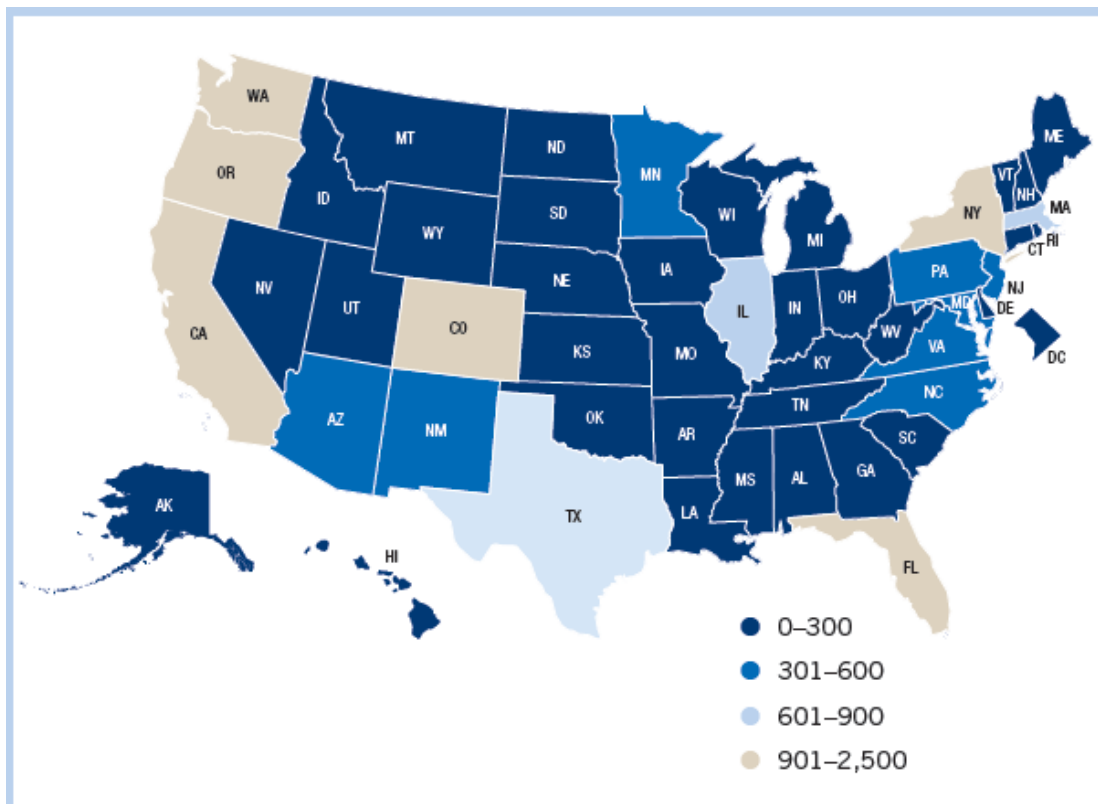 WA
MT
ND
MN
ME
OR
ID
SD
WI
VT
NH
NY
MA
WY
MI
RI
CT
NV
UT
NE
IA
PA
NJ
CA
CO
IL
IN
OH
MD
DE
WV
KS
MO
KY
VA
DC
AZ
NM
OK
AR
TN
NC
SC
MS
AL
GA
AK
TX
LA
HI
FL
0–300
301–600
601–900
901–2,500